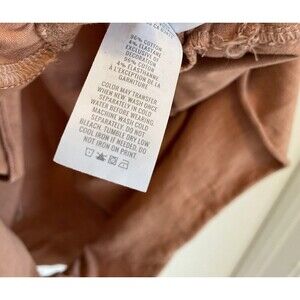 96% COTTON
4% ELASTANE
EXCLUSIVE OF
DECORATION
96% COTON
4% ÉLASTHANNE
À L'EXCEPTION DE LA
GARNITURE
COLOR MAY TRANSFER
WHEN NEW. WASH ONCE
SEPARATELY IN COLD
WATER BEFORE WEARING.
MACHINE WASH COLD
SEPARATELY. DO NOT
BLEACH. TUMBLE DRY LOW.
COOL IRON IF NEEDED. DO
NOT IRON ON PRINT.